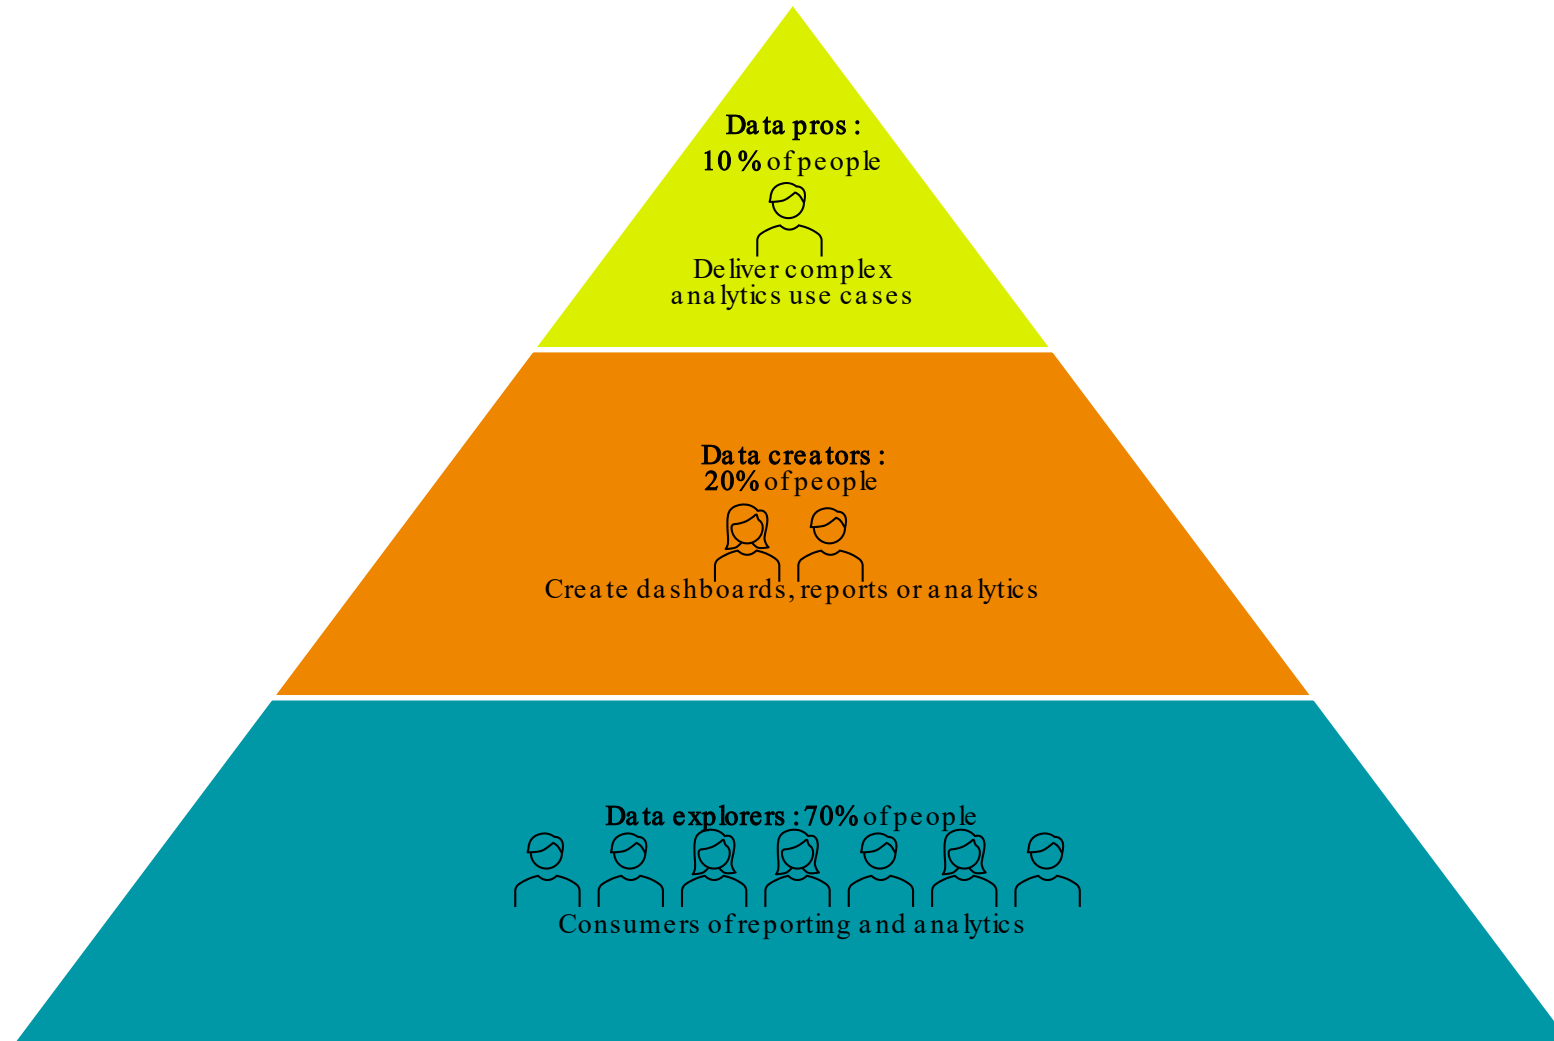 Data pros :
10% of people
Deliver complex
analytics use cases
Data creators :
20% of people
Create dashboards, reports or analytics
Data explorers : 70% of people
Consumers of reporting and analytics